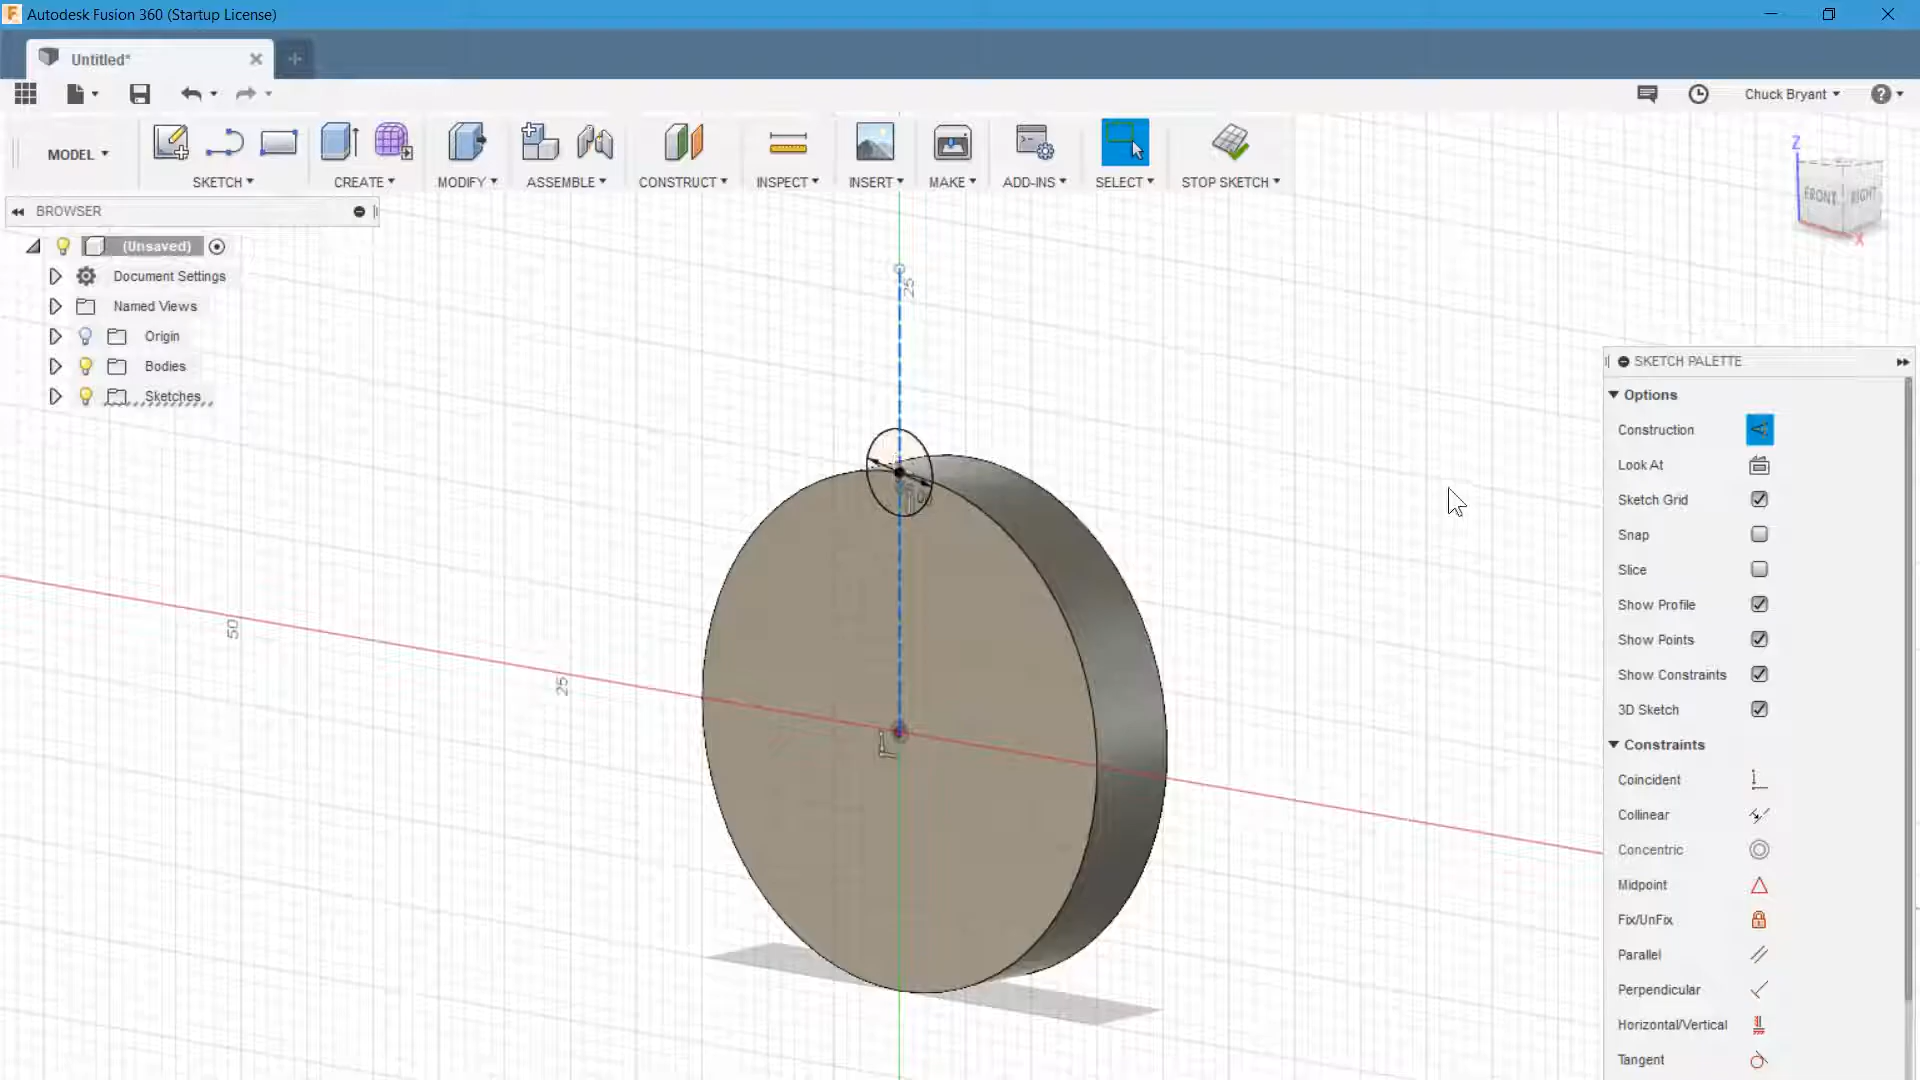 Autodesk Fusion 360 (Startup License)
Untitled*
Chuck Bryant
MODEL
SKETCH
CREATE
MODIFY
ASSEMBLE
CONSTRUCT
INSPECT
INSERT
MAKE
ADD-INS
SELECT
STOP SKETCH
Z
FRONT
RIGHT
X
BROWSER
(Unsaved)
Document Settings
Named Views
Origin
Bodies
Sketches
25
50
25
SKETCH PALETTE
Options
Construction
Look At
Sketch Grid
Snap
Slice
Show Profile
Show Points
Show Constraints
3D Sketch
Constraints
Coincident
Collinear
Concentric
Midpoint
Fix/UnFix
Parallel
Perpendicular
Horizontal/Vertical
Tangent